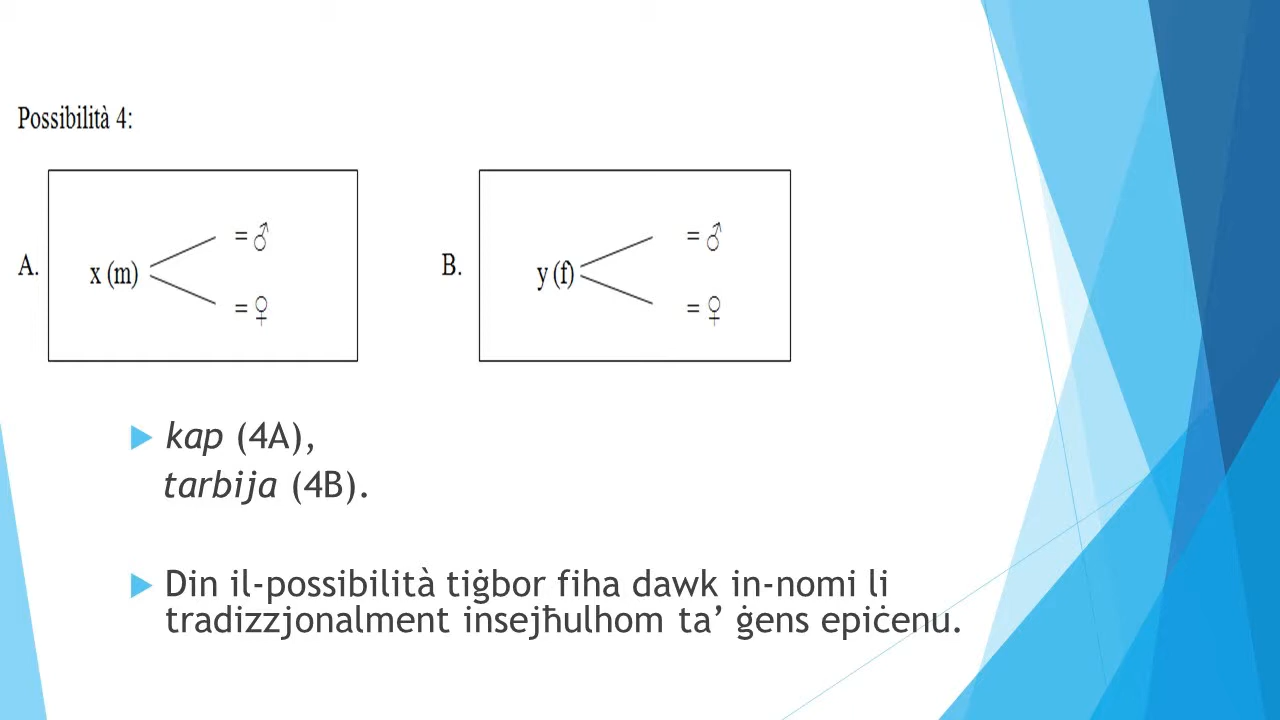 Possibilità 4:
A.
x (m)
= ♂
= ♀
B.
y (f)
= ♂
= ♀
kap (4A),
tarbija (4B).
Din il-possibilità tiġbor fiha dawk in-nomi li
tradizzjonalment insejħulhom ta’ ġens epiċenu.